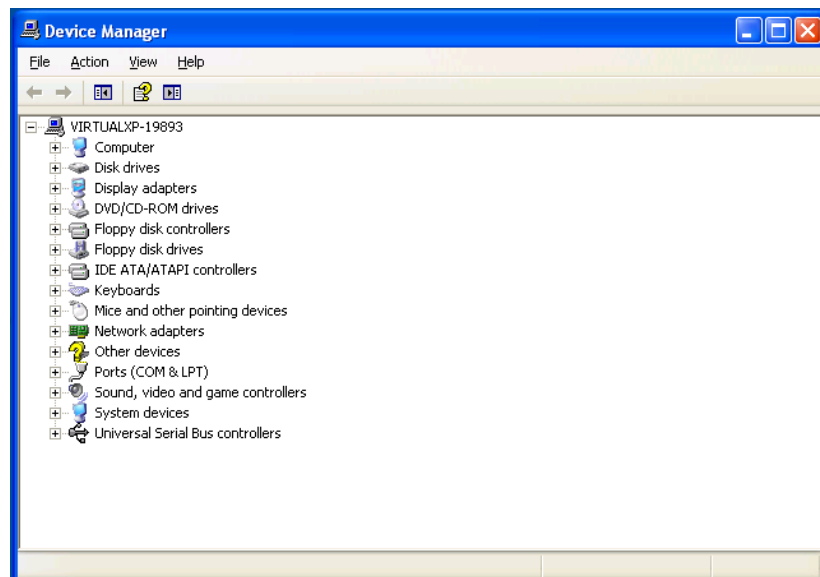 Device Manager
File Action View Help
VIRTUALXP-19893
Computer
Disk drives
Display adapters
DVD/CD-ROM drives
Floppy disk controllers
Floppy disk drives
IDE ATA/ATAPI controllers
Keyboards
Mice and other pointing devices
Network adapters
Other devices
Ports (COM & LPT)
Sound, video and game controllers
System devices
Universal Serial Bus controllers